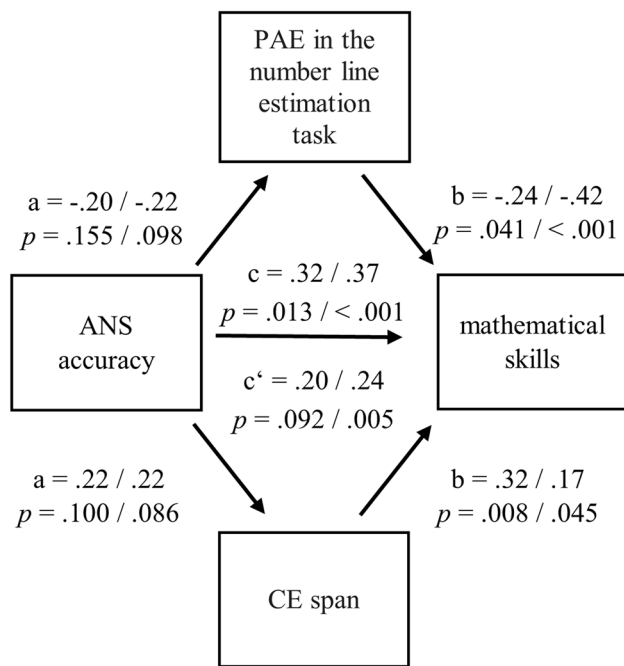 PAE in the
number line
estimation
task
a = -.20 / -.22
p = .155 / .098
b = -.24 / -.42
p = .041 / < .001
c = .32 / .37
p = .013 / < .001
ANS
accuracy
mathematical
skills
c‘ = .20 / .24
p = .092 / .005
a = .22 / .22
p = .100 / .086
b = .32 / .17
p = .008 / .045
CE span